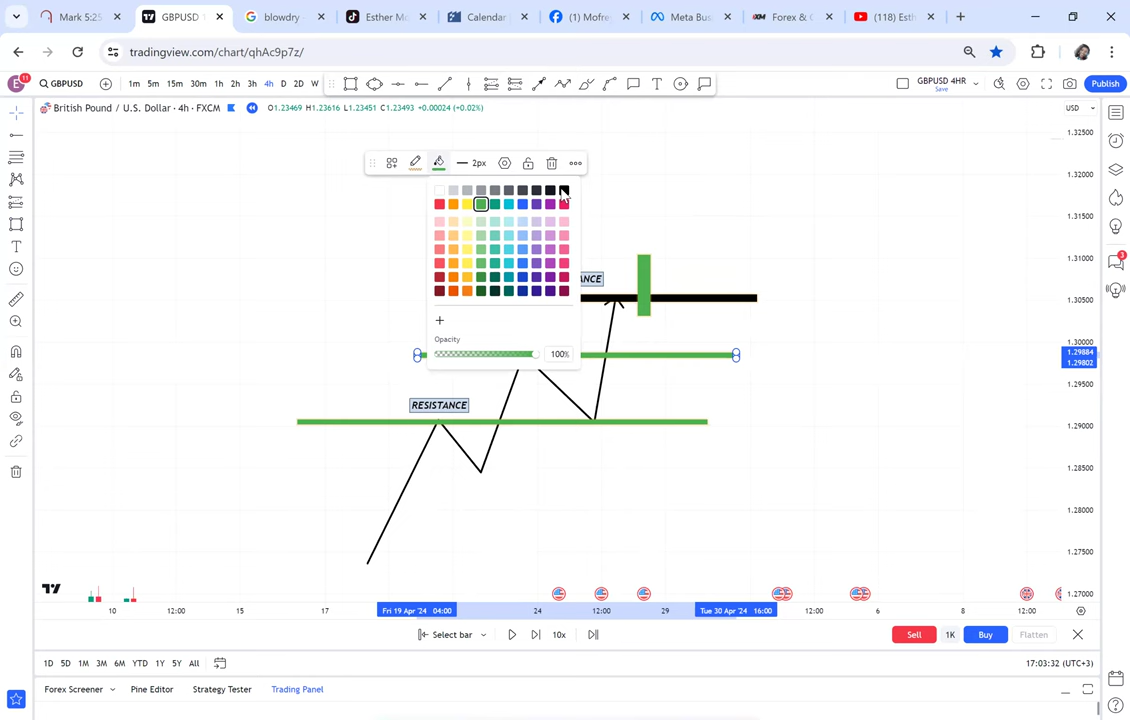 Mark 5:25
GBPUSD 1
blowdry
Esther Ma
Calendar
(1) Mofre
Meta Bus
Forex & C
(118) Esth
tradingview.com/chart/qhAc9p7z/
E
11
GBPUSD
1m 5m 15m 30m 1h 2h 3h 4h D 2D W
GBPUSD 4HR
Save
Publish
British Pound / U.S. Dollar · 4h · FXCM
O1.23469 H1.23616 L1.23451 C1.23493 +0.00024 (+0.02%)
USD
2px
1.32500
1.32000
1.31500
1.31000
1.30500
1.30000
1.29884
1.29802
1.29500
1.29000
1.28500
1.28000
1.27500
1.27000
3
ANCE
Opacity
100%
RESISTANCE
10 12:00 15 17 Fri 19 Apr '24 04:00 24 12:00 29 Tue 30 Apr '24 16:00 12:00 6 8 12:00
Select bar
10x
Sell
1K
Buy
Flatten
1D 5D 1M 3M 6M YTD 1Y 5Y All
17:03:32 (UTC+3)
Forex Screener
Pine Editor
Strategy Tester
Trading Panel